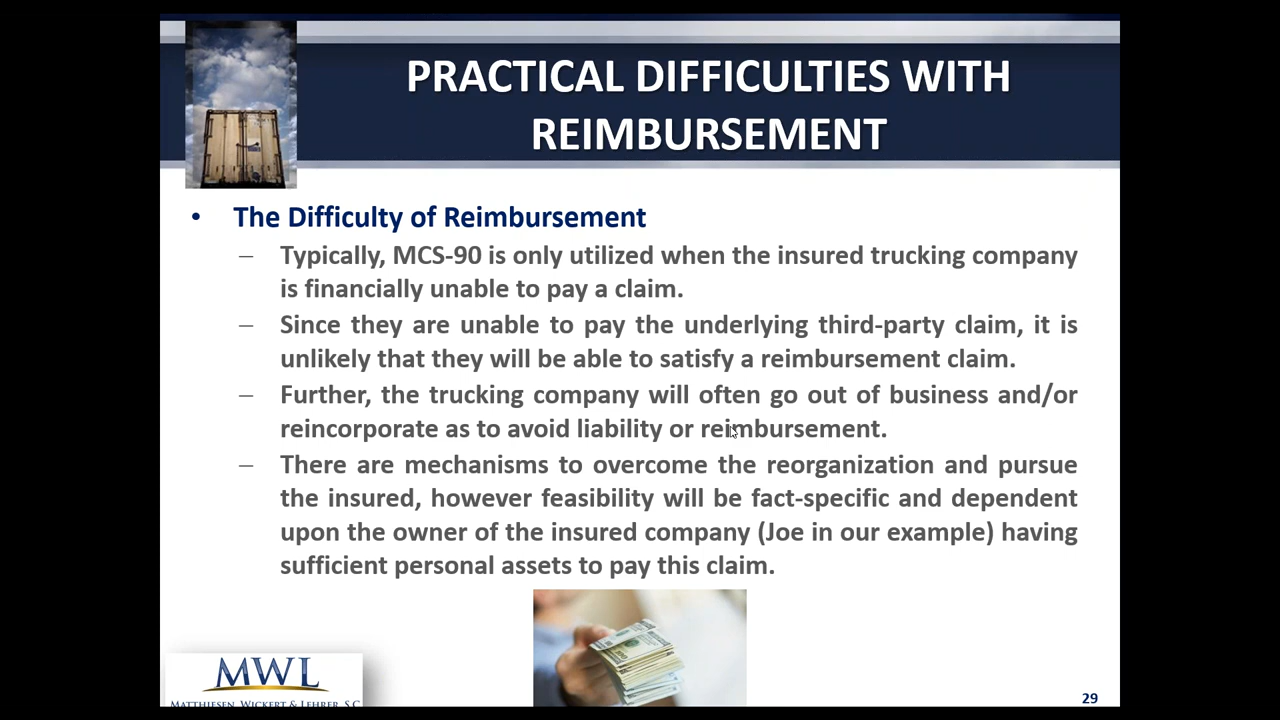 PRACTICAL DIFFICULTIES WITH
REIMBURSEMENT
• The Difficulty of Reimbursement
– Typically, MCS-90 is only utilized when the insured trucking company
is financially unable to pay a claim.
– Since they are unable to pay the underlying third-party claim, it is
unlikely that they will be able to satisfy a reimbursement claim.
– Further, the trucking company will often go out of business and/or
reincorporate as to avoid liability or reimbursement.
– There are mechanisms to overcome the reorganization and pursue
the insured, however feasibility will be fact-specific and dependent
upon the owner of the insured company (Joe in our example) having
sufficient personal assets to pay this claim.
MWL
MATTHIESEN, WICKERT & LEHRER, S.C
29